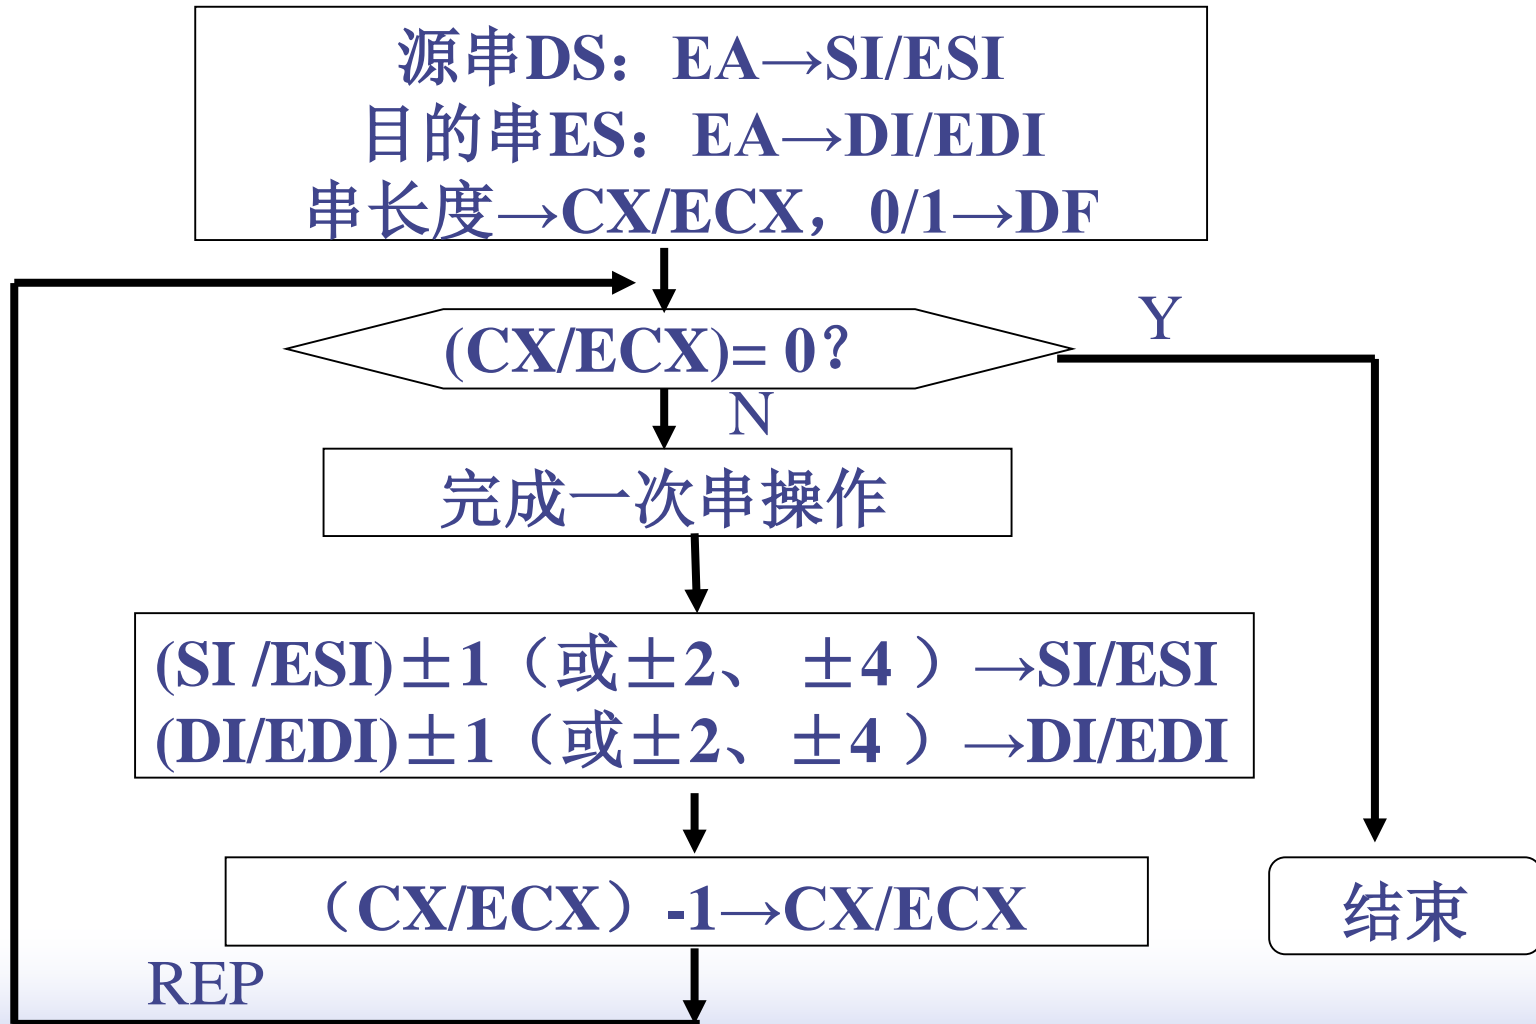 源串DS：EA→SI/ESI
目的串ES：EA→DI/EDI
串长度→CX/ECX，0/1→DF
(CX/ECX)= 0？
Y
N
完成一次串操作
(SI /ESI)±1（或±2、 ±4 ）→SI/ESI
(DI/EDI)±1（或±2、 ±4 ）→DI/EDI
（CX/ECX）-1→CX/ECX
结束
REP